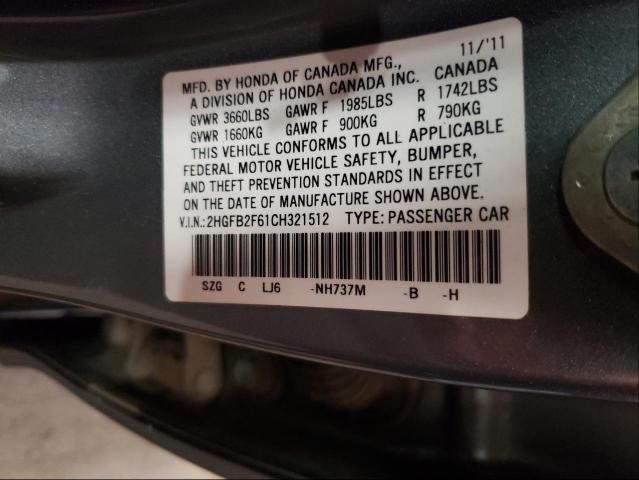 11/'11
MFD. BY HONDA OF CANADA MFG., CANADA
A DIVISION OF HONDA CANADA INC.
GVWR 3660LBS GAWR F 1985LBS R 1742LBS
GVWR 1660KG GAWR F 900KG R 790KG
THIS VEHICLE CONFORMS TO ALL APPLICABLE
FEDERAL MOTOR VEHICLE SAFETY, BUMPER,
AND THEFT PREVENTION STANDARDS IN EFFECT
ON THE DATE OF MANUFACTURE SHOWN ABOVE.
V.I.N.: 2HGFB2F61CH321512 TYPE: PASSENGER CAR
SZG C LJ6 -NH737M -B -H